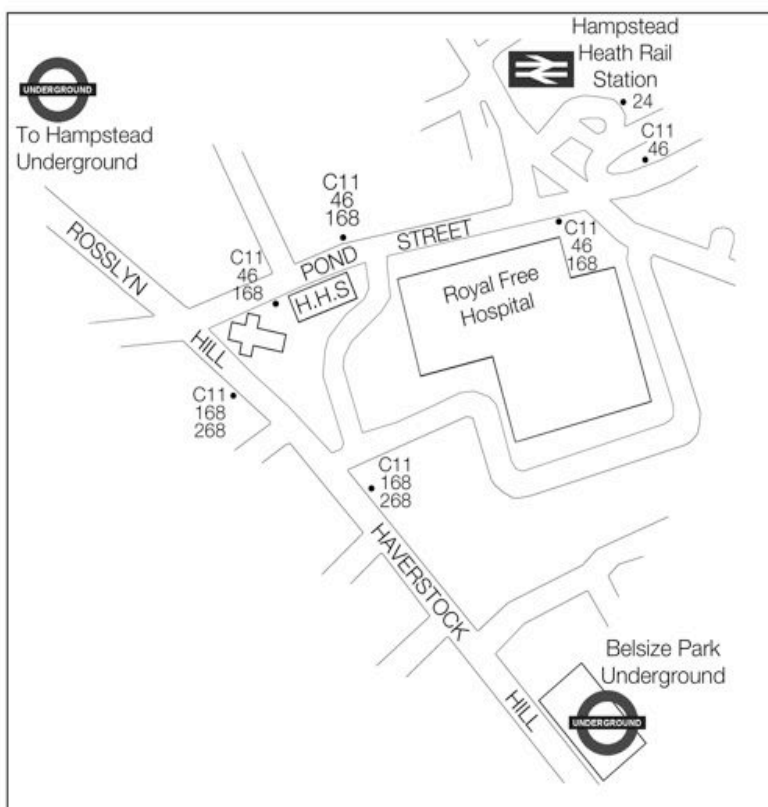 Hampstead
Heath Rail
Station
24
UNDERGROUND
To Hampstead
Underground
C11
46
C11
46
168
ROSSLYN
HILL
POND
STREET
C11
46
168
C11
46
168
H.H.S
Royal Free
Hospital
C11
168
268
C11
168
268
HAVERSTOCK
HILL
Belsize Park
Underground
UNDERGROUND